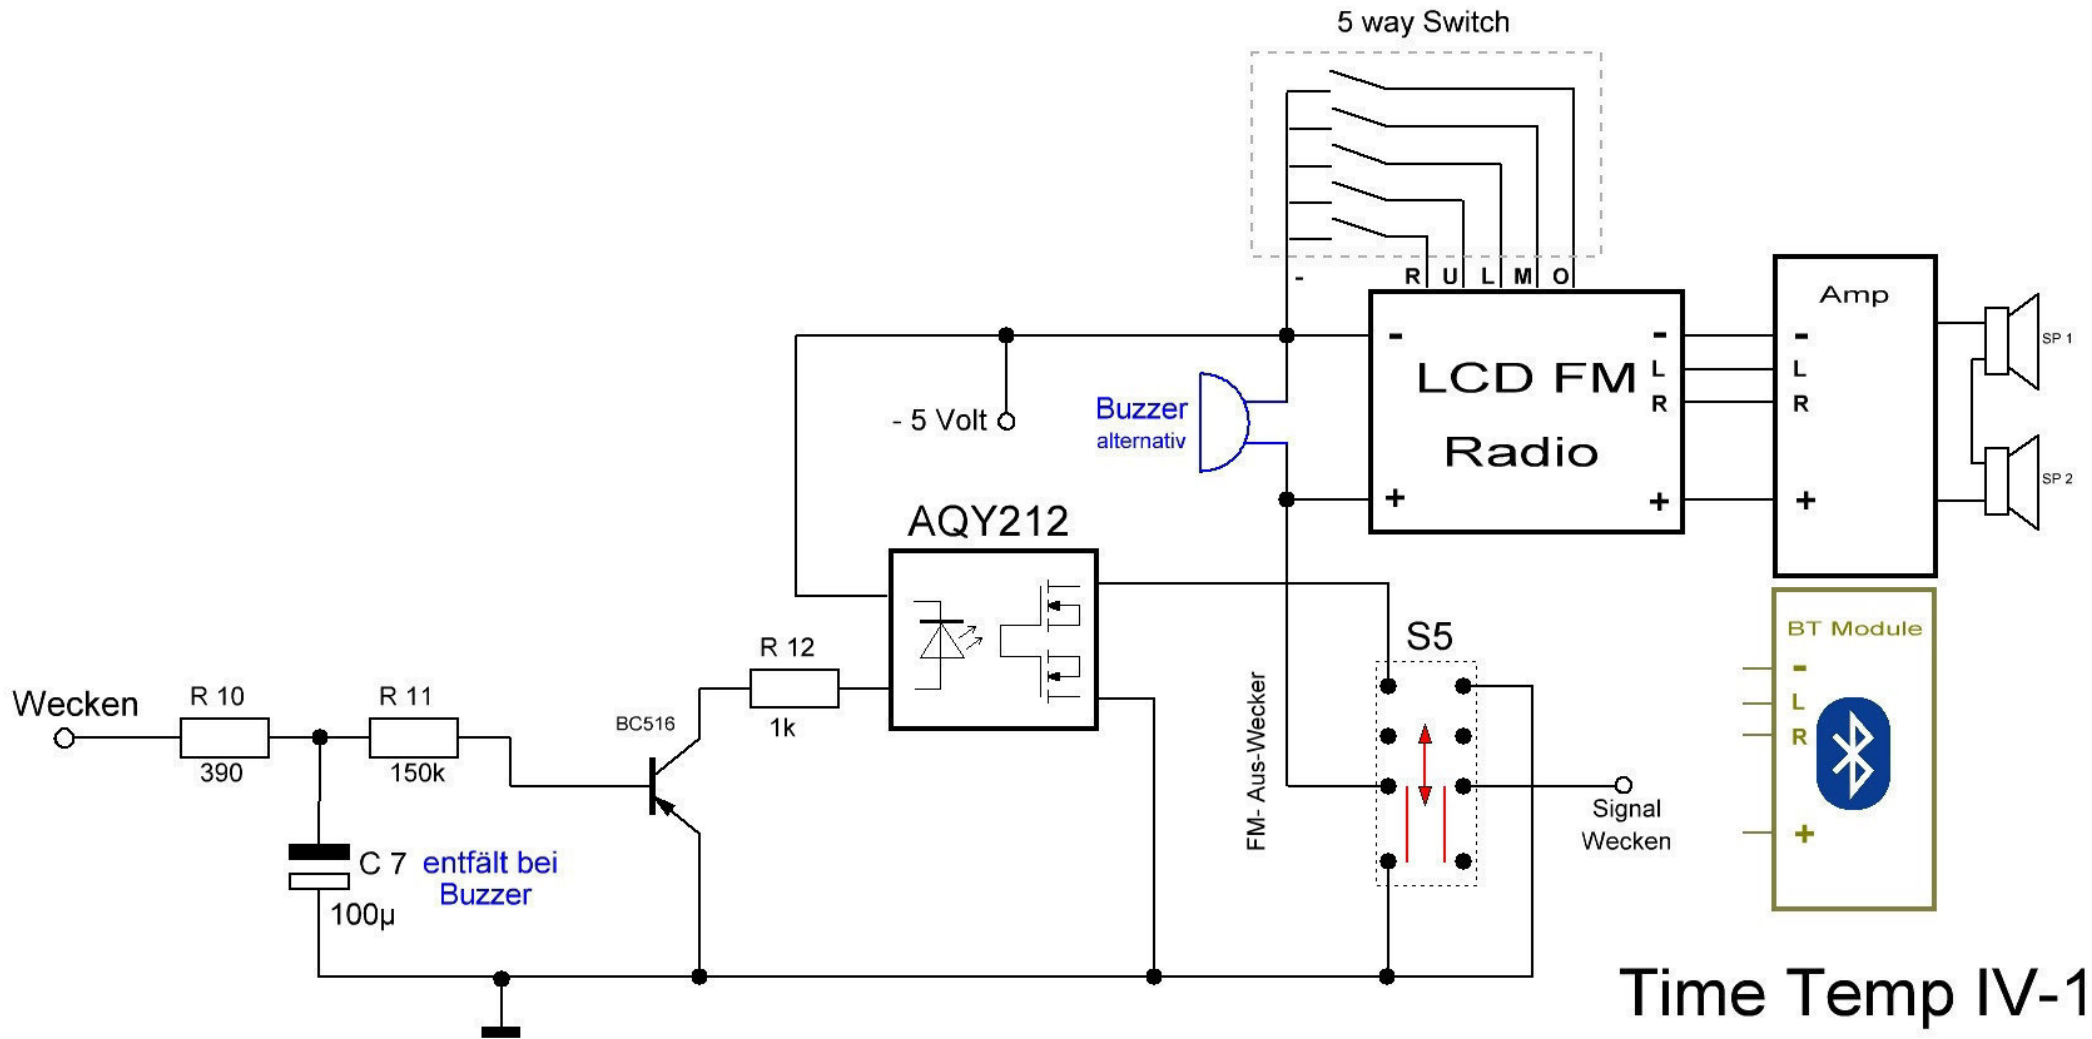 5 way Switch
- R U L M O
Amp
- - -
L L
R R
LCD FM
Radio
+ + +
SP 1
SP 2
- 5 Volt
Buzzer
alternativ
AQY212
BT Module
-
L
R
+
S5
FM- Aus-Wecker
Signal
Wecken
R 12
1k
BC516
Wecken
R 10
390
R 11
150k
C 7 entfält bei
Buzzer
100µ
Time Temp IV-1